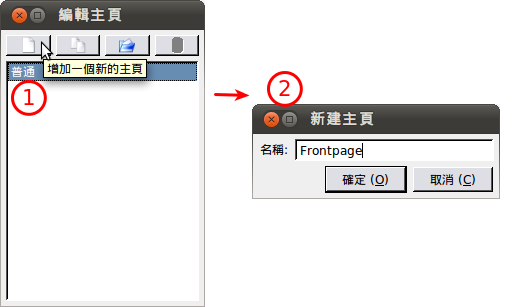 編輯主頁
增加一個新的主頁
普通
1
2
新建主頁
名稱: Frontpage
確定 (O)
取消 (C)